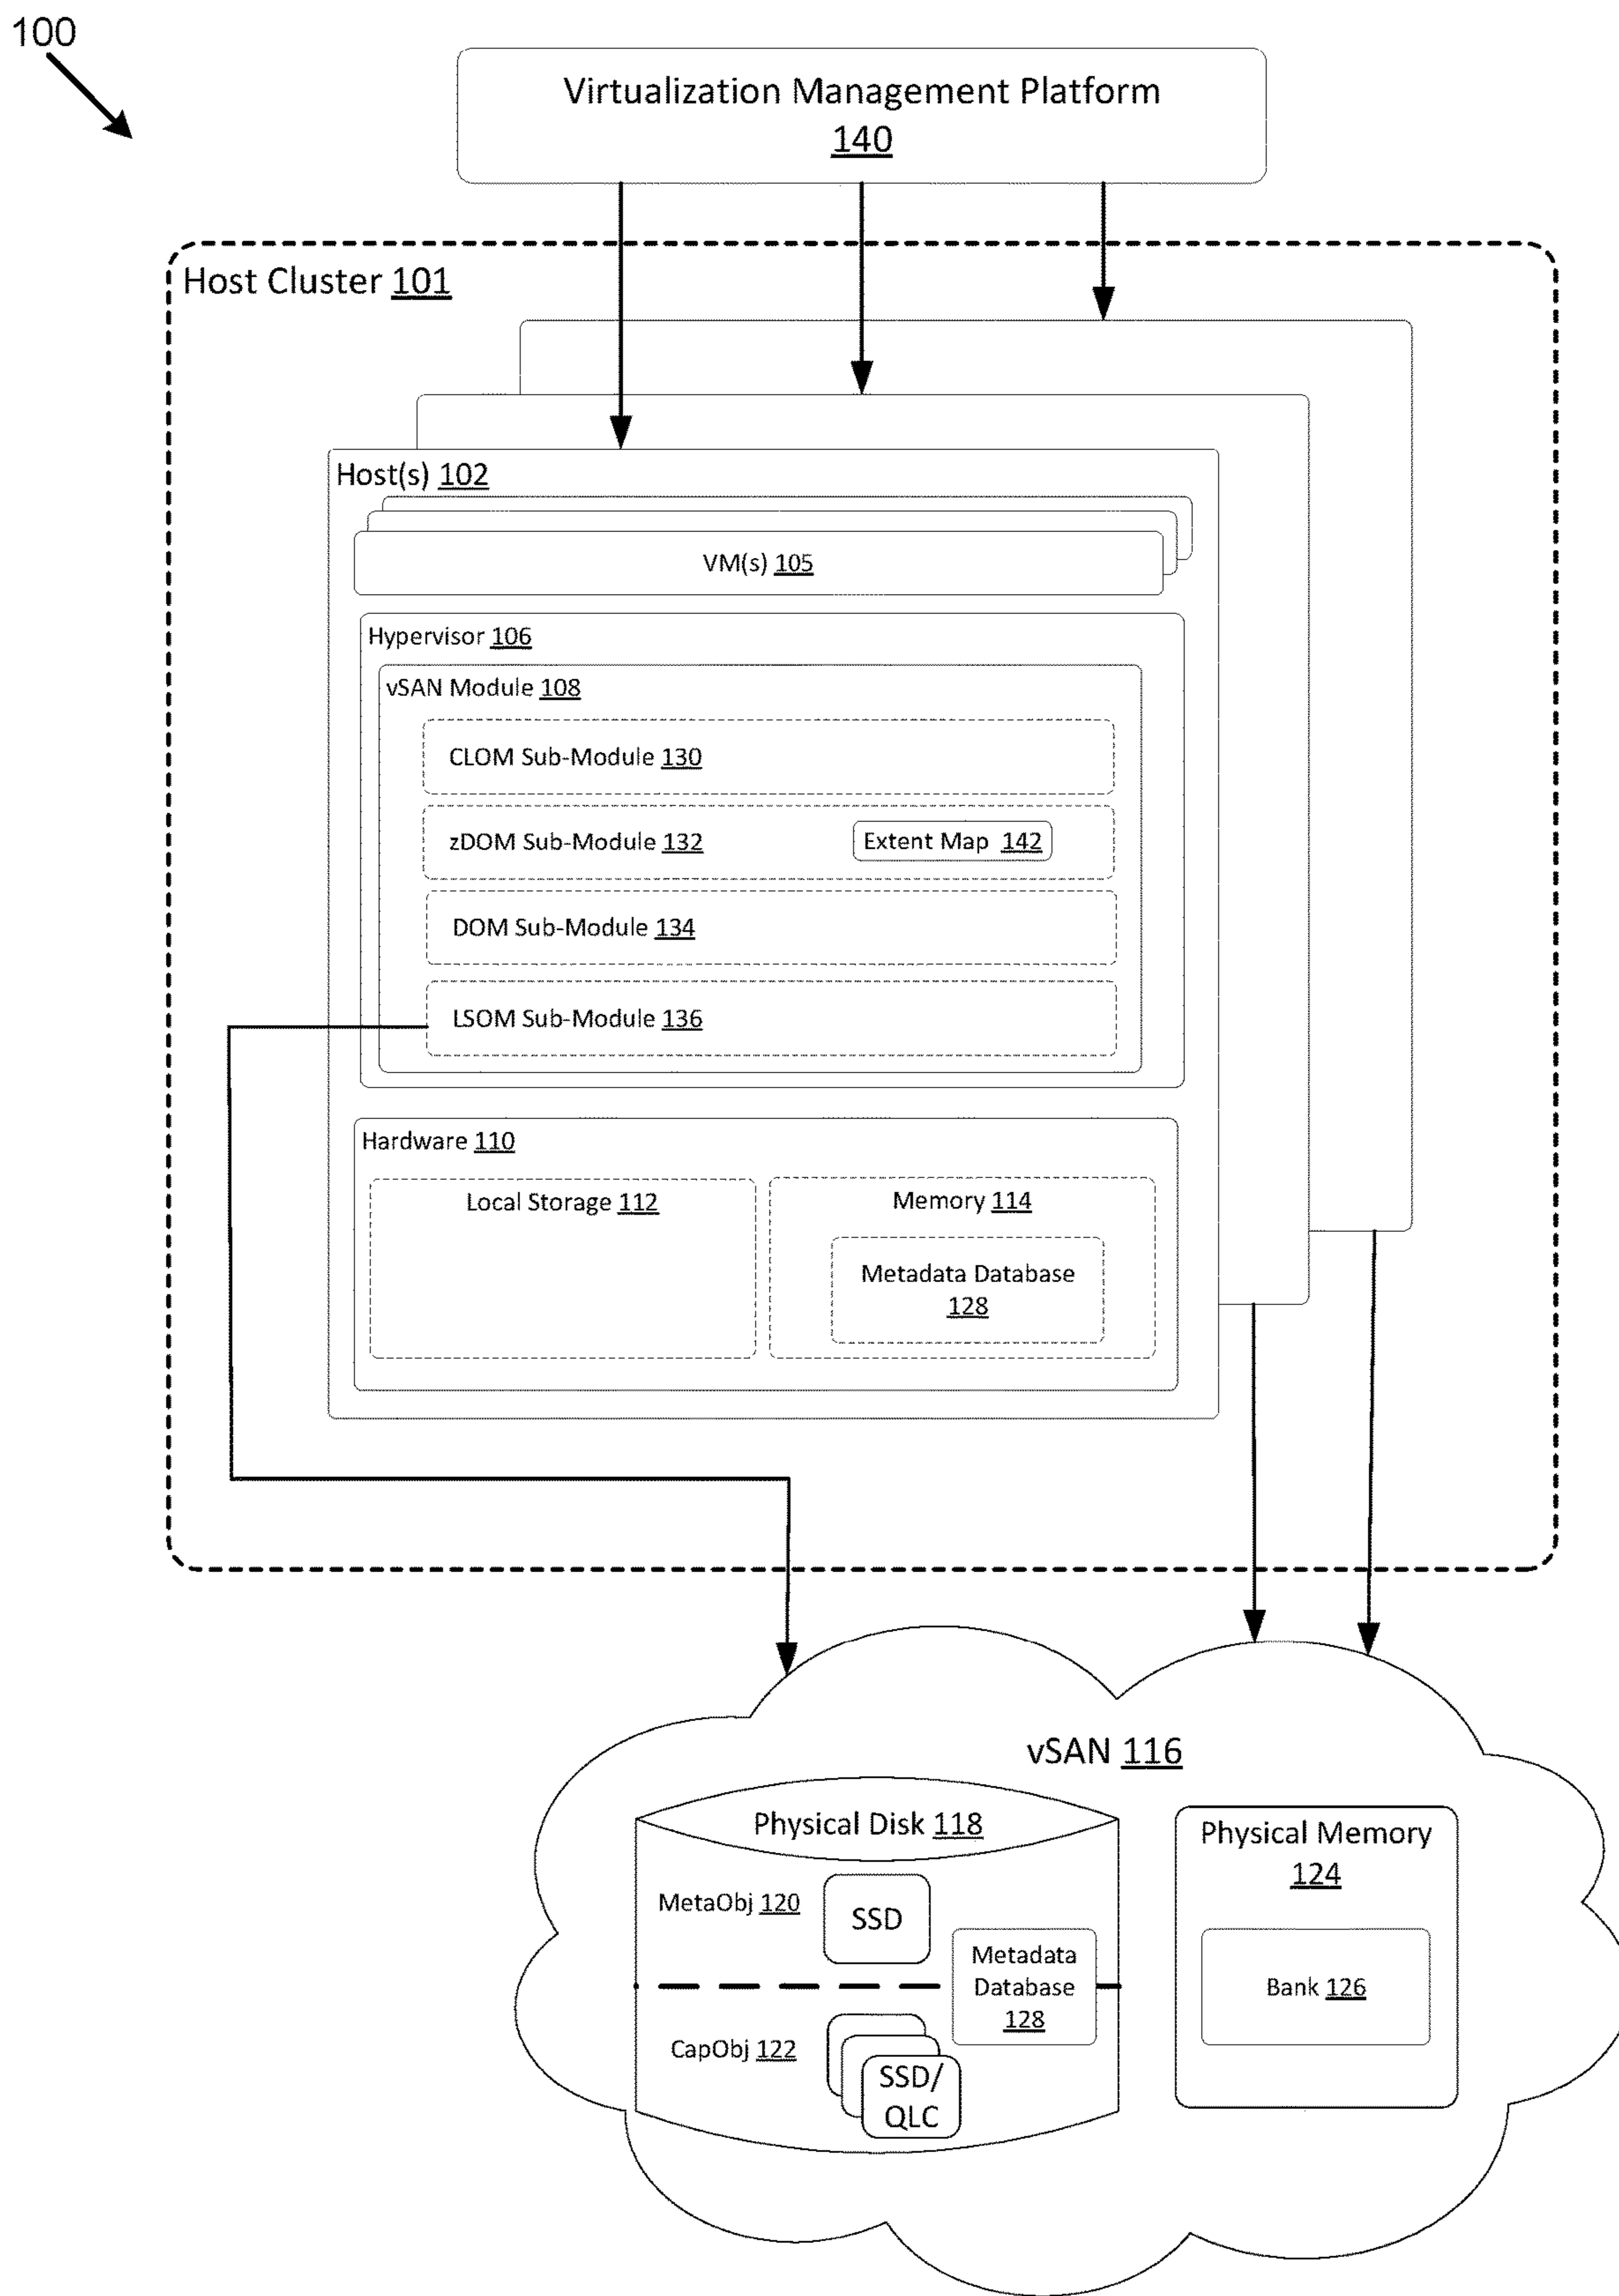 100
Virtualization Management Platform
140
Host Cluster 101
Host(s) 102
VM(s) 105
Hypervisor 106
vSAN Module 108
CLOM Sub-Module 130
zDOM Sub-Module 132
Extent Map 142
DOM Sub-Module 134
LSOM Sub-Module 136
Hardware 110
Local Storage 112
Memory 114
Metadata Database
128
vSAN 116
Physical Disk 118
MetaObj 120
SSD
Metadata
Database
128
CapObj 122
SSD/
QLC
Physical Memory
124
Bank 126